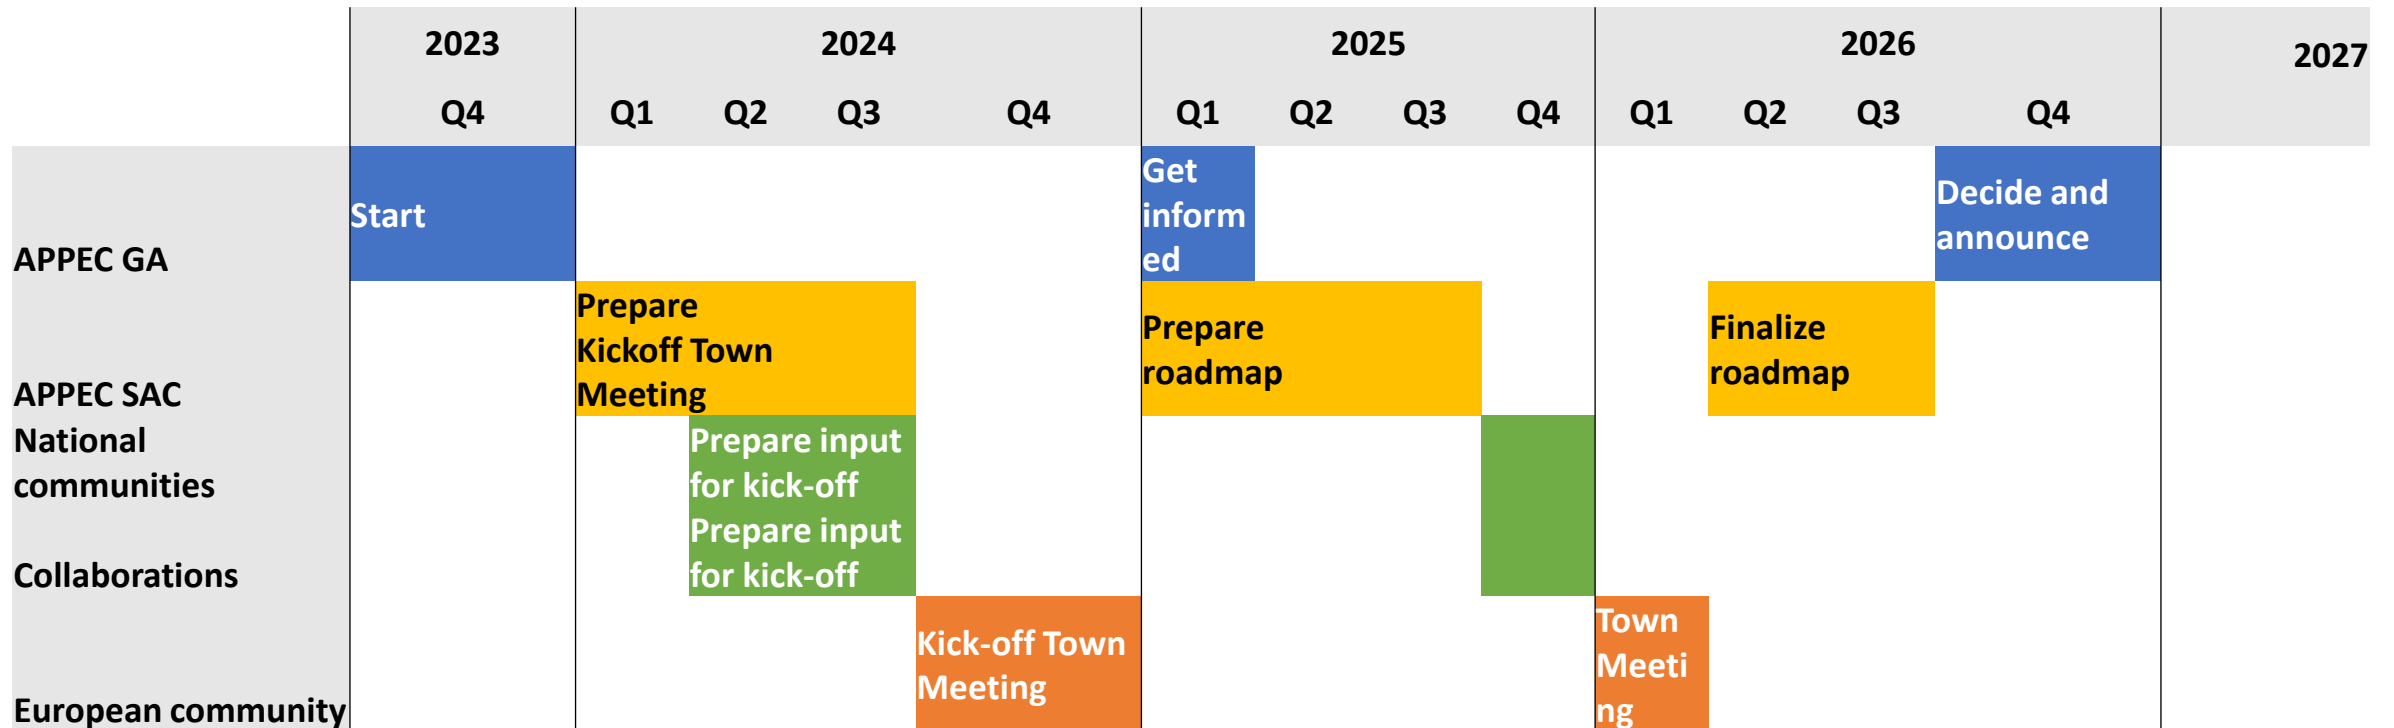 2023 2024 2025 2026 2027
Q4 Q1 Q2 Q3 Q4 Q1 Q2 Q3 Q4 Q1 Q2 Q3 Q4
APPEC GA
Start
Get
inform
ed
Decide and
announce
APPEC SAC
Prepare
Kickoff Town
Meeting
Prepare
roadmap
Finalize
roadmap
National
communities
Prepare input
for kick-off
Collaborations
Prepare input
for kick-off
European community
Kick-off Town
Meeting
Town
Meeti
ng